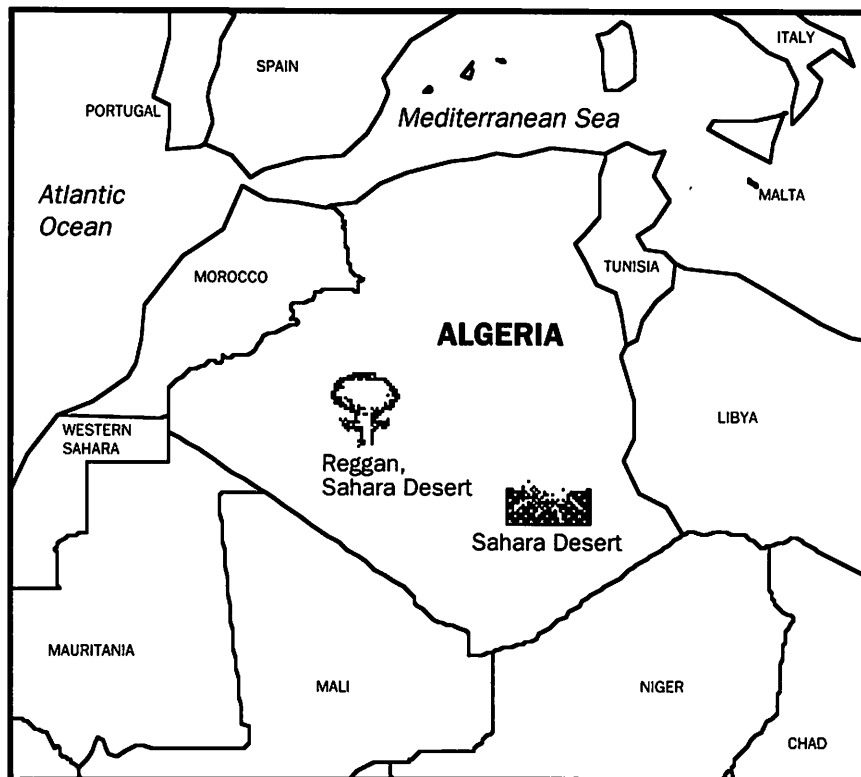 ITALY
SPAIN
PORTUGAL
Mediterranean Sea
Atlantic
Ocean
MALTA
TUNISIA
MOROCCO
ALGERIA
LIBYA
WESTERN
SAHARA
Reggan,
Sahara Desert
Sahara Desert
MAURITANIA
MALI
NIGER
CHAD